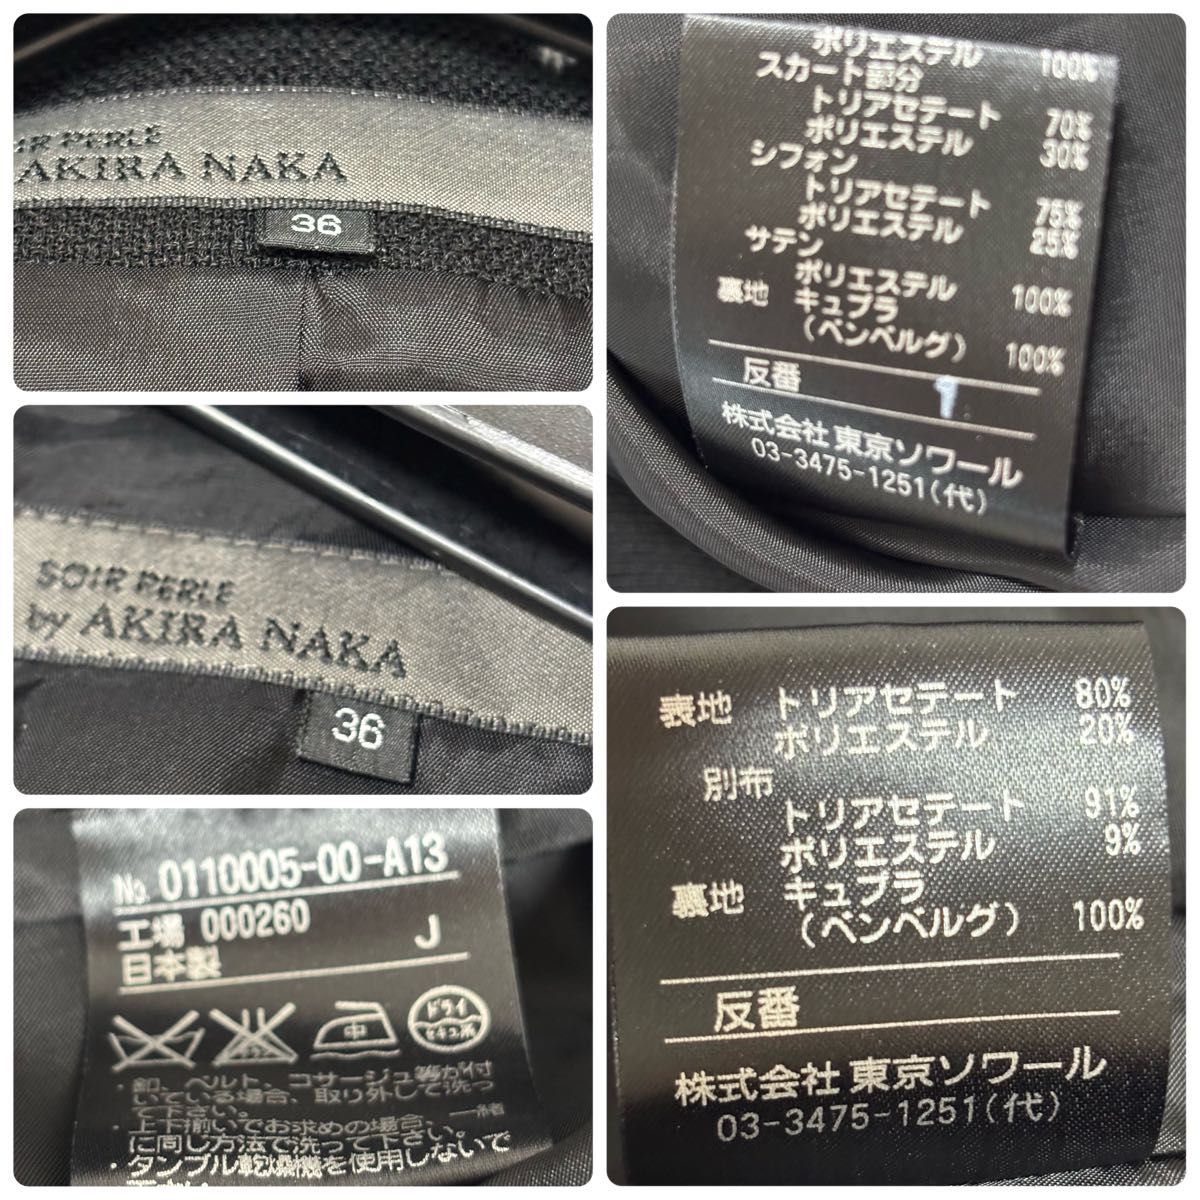 IR PERLE
AKIRA NAKA
36
SOIR PERLE
by AKIRA NAKA
36
No. 0110005-00-A13
工場 000260
日本製 J
中
ドライ
セキユ系
・釦、ベルト、コサージュ等が付
いている場合、取り外して洗っ
て下さい。
・上下揃いでお求めの場合、一緒
に同じ方法で洗って下さい。
・タンブル乾燥機を使用しないで
ポリエステル 100%
スカート部分
トリアセテート 70%
ポリエステル 30%
シフォン
トリアセテート 75%
ポリエステル 25%
サテン
ポリエステル 100%
裏地 キュプラ
(ベンベルグ) 100%
反番 1
株式会社 東京ソワール
03-3475-1251(代)
表地 トリアセテート 80%
ポリエステル 20%
別布
トリアセテート 91%
ポリエステル 9%
裏地 キュプラ
(ベンベルグ) 100%
反番
株式会社 東京ソワール
03-3475-1251(代)